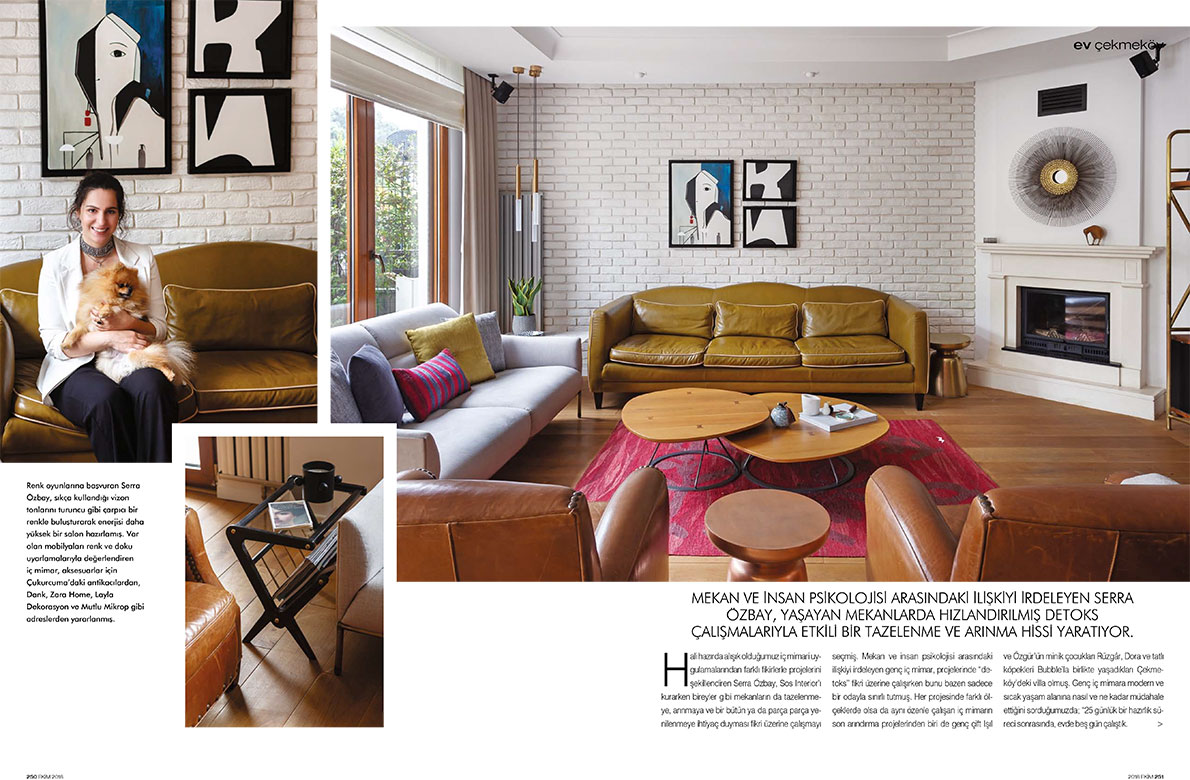 ev çekmeköy
Renk oyunlarına başvuran Serra
Özbay, sıkça kullandığı vizon
tonlarını turuncu gibi çarpıcı bir
renkle buluşturarak enerjisi daha
yüksek bir salon hazırlamış. Var
olan mobilyaları renk ve doku
uyarlamalarıyla değerlendiren
iç mimar, aksesuarlar için
Çukurcuma'daki antikacılardan,
Dank, Zara Home, Layla
Dekorasyon ve Mutlu Mikrop gibi
adreslerden yararlanmış.
MEKAN VE İNSAN PSİKOLOJİSİ ARASINDAKİ İLİŞKİYİ İRDELEYEN SERRA
ÖZBAY, YAŞAYAN MEKANLARDA HIZLANDIRILMIŞ DETOKS
ÇALIŞMALARIYLA ETKİLİ BİR TAZELENME VE ARINMA HİSSİ YARATIYOR.
Hali hazırda alışık olduğumuz iç mimari uy-
gulamalarından farklı fikirlerle projelerini
şekillendiren Serra Özbay, Sos Interior'ı
kurarken bireyler gibi mekanların da tazelenme-
ye, arınmaya ve bir bütün ya da parça parça ye-
nilenmeye ihtiyaç duyması fikri üzerine çalışmayı
seçmiş. Mekan ve insan psikolojisi arasındaki
ilişkiyi irdeleyen genç iç mimar, projelerinde "de-
toks" fikri üzerine çalışırken bunu bazen sadece
bir odayla sınırlı tutmuş. Her projesinde farklı öl-
çeklerde olsa da aynı özenle çalışan iç mimarın
son arındırma projelerinden biri de genç çift Işıl
ve Özgür'ün minik çocukları Rüzgâr, Dora ve tatlı
köpekleri Bubble'la birlikte yaşadıkları Çekme-
köy'deki villa olmuş. Genç iç mimara modern ve
sıcak yaşam alanına nasıl ve ne kadar müdahale
ettiğini sorduğumuzda; "25 günlük bir hazırlık sü-
reci sonrasında, evde beş gün çalıştık. >
250 EKİM 2018
2018 EKİM 251